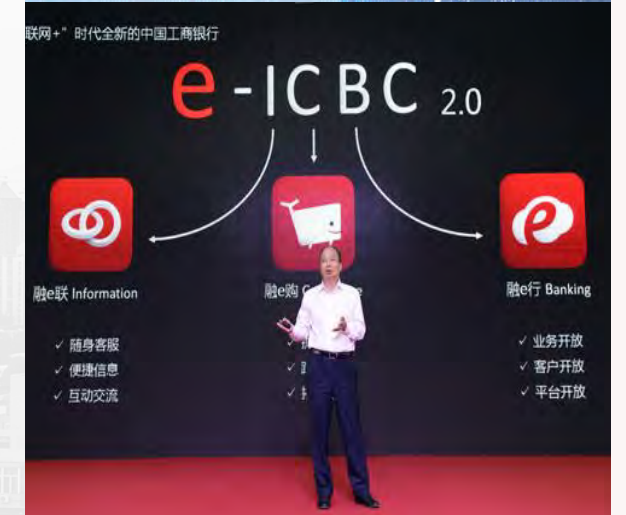 联网+”时代全新的中国工商银行
e-ICBC 2.0
融e联 Information
✓ 随身客服
✓ 便捷信息
✓ 互动交流
融e购
融e行 Banking
✓ 业务开放
✓ 客户开放
✓ 平台开放